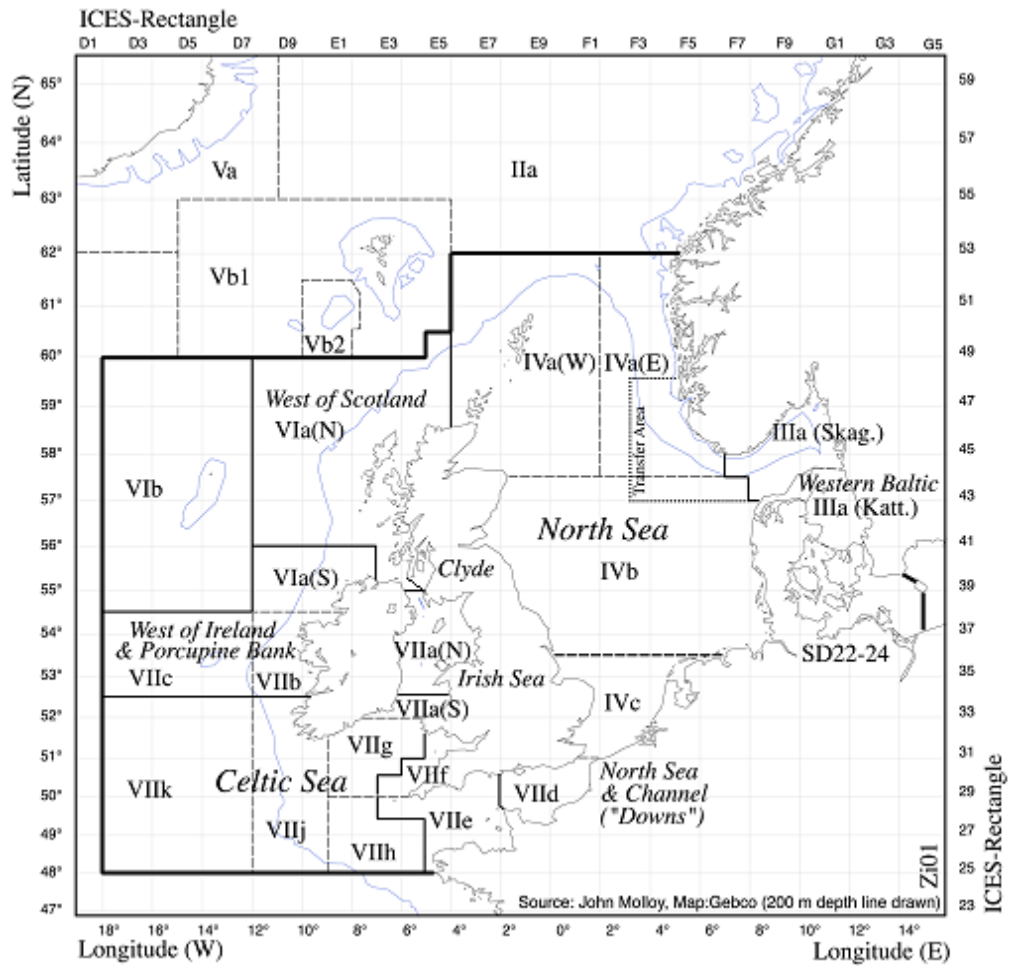 ICES-Rectangle
D1 D3 D5 D7 D9 E1 E3 E5 E7 E9 F1 F3 F5 F7 F9 G1 G3 G5
Latitude (N)
65° 59
64° 57
Va IIa
63° 55
62° 53
Vb1
61° 51
Vb2 IVa(W) IVa(E)
60° 49
West of Scotland
59° 47
VIa(N) IIIa (Skag.)
Transfer Area
58° 45
VIb Western Baltic
57° 43
IIIa (Katt.)
North Sea
56° 41
VIa(S) Clyde IVb
55° 39
West of Ireland
54° 37
& Porcupine Bank VIIa(N) SD22-24
53° 35
VIIc VIIb Irish Sea
IVc
52° VIIa(S) 33
VIIg
51° 31
VIIf North Sea
Celtic Sea & Channel
VIIk VIId ("Downs")
50° 29
VIIj VIIe
49° 27
VIIh
48° 25
47° 23
Zi01
ICES-Rectangle
Source: John Molloy, Map:Gebco (200 m depth line drawn)
18° 16° 14° 12° 10° 8° 6° 4° 2° 0° 2° 4° 6° 8° 10° 12° 14°
Longitude (W) Longitude (E)